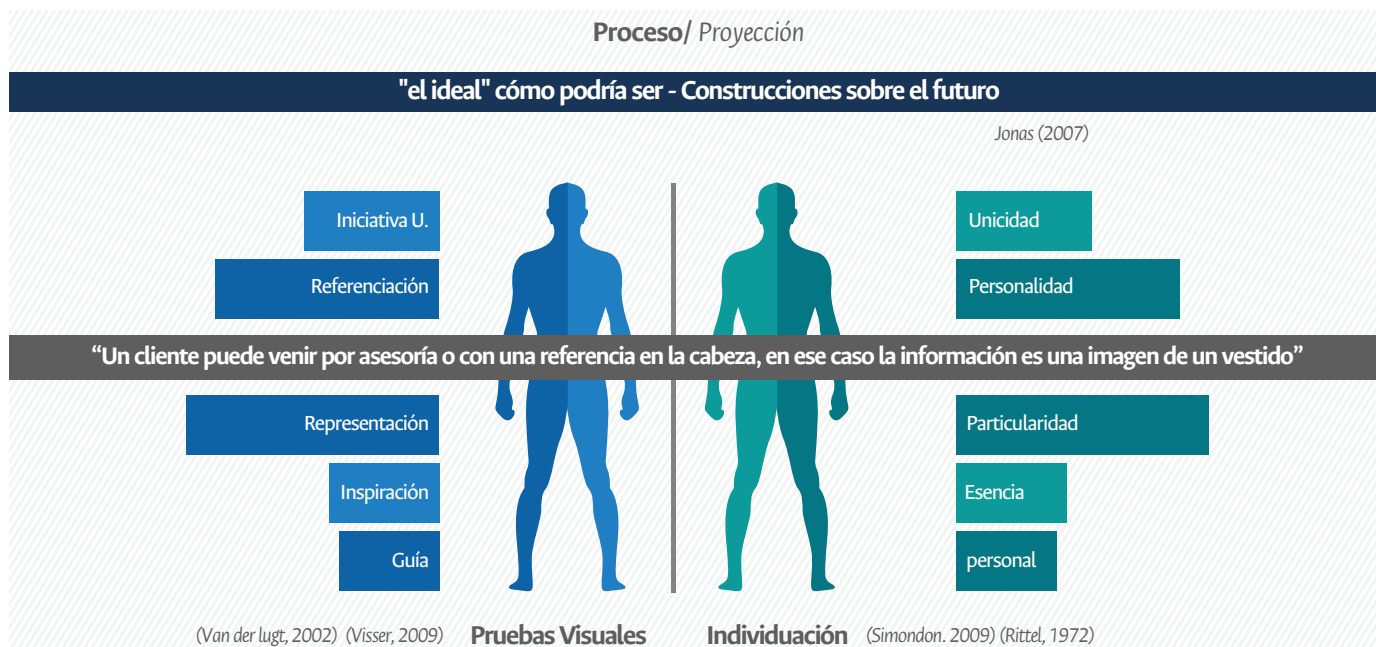 Proceso/ Proyección
"el ideal" cómo podría ser - Construcciones sobre el futuro
Jonas (2007)
Iniciativa U.
Unicidad
Referenciación
Personalidad
“Un cliente puede venir por asesoría o con una referencia en la cabeza, en ese caso la información es una imagen de un vestido”
Representación
Particularidad
Inspiración
Esencia
Guía
personal
(Van der lugt, 2002) (Visser, 2009) Pruebas Visuales Individuación (Simondon. 2009) (Rittel, 1972)